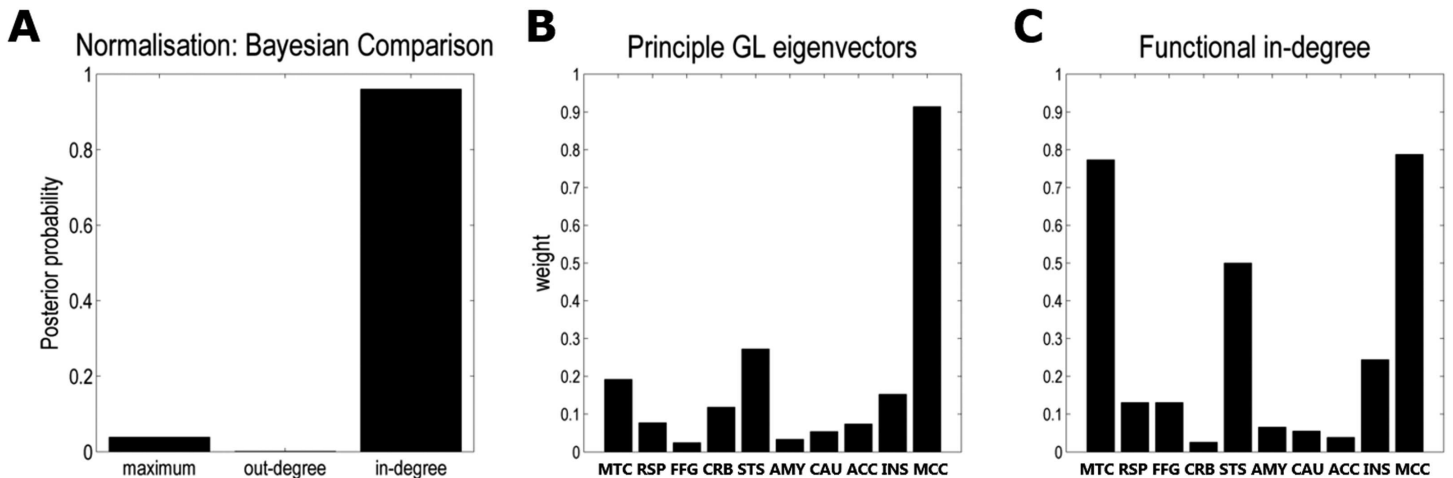 A
Normalisation: Bayesian Comparison
Posterior probability
1
0.8
0.6
0.4
0.2
0
maximum out-degree in-degree
B
Principle GL eigenvectors
weight
1
0.9
0.8
0.7
0.6
0.5
0.4
0.3
0.2
0.1
0
MTC RSP FFG CRB STS AMY CAU ACC INS MCC
C
Functional in-degree
1
0.9
0.8
0.7
0.6
0.5
0.4
0.3
0.2
0.1
0
MTC RSP FFG CRB STS AMY CAU ACC INS MCC